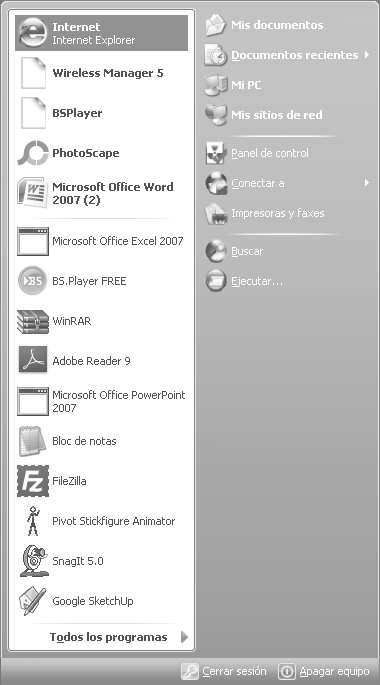 Internet
Internet Explorer
Wireless Manager 5
BSPlayer
PhotoScape
Microsoft Office Word
2007 (2)
Microsoft Office Excel 2007
BS
BS.Player FREE
WinRAR
Adobe Reader 9
Microsoft Office PowerPoint
2007
Bloc de notas
Fz
FileZilla
Pivot Stickfigure Animator
SnagIt 5.0
Google SketchUp
Todos los programas
Mis documentos
Documentos recientes
Mi PC
Mis sitios de red
Panel de control
Conectar a
Impresoras y faxes
Buscar
Ejecutar...
Cerrar sesión
Apagar equipo